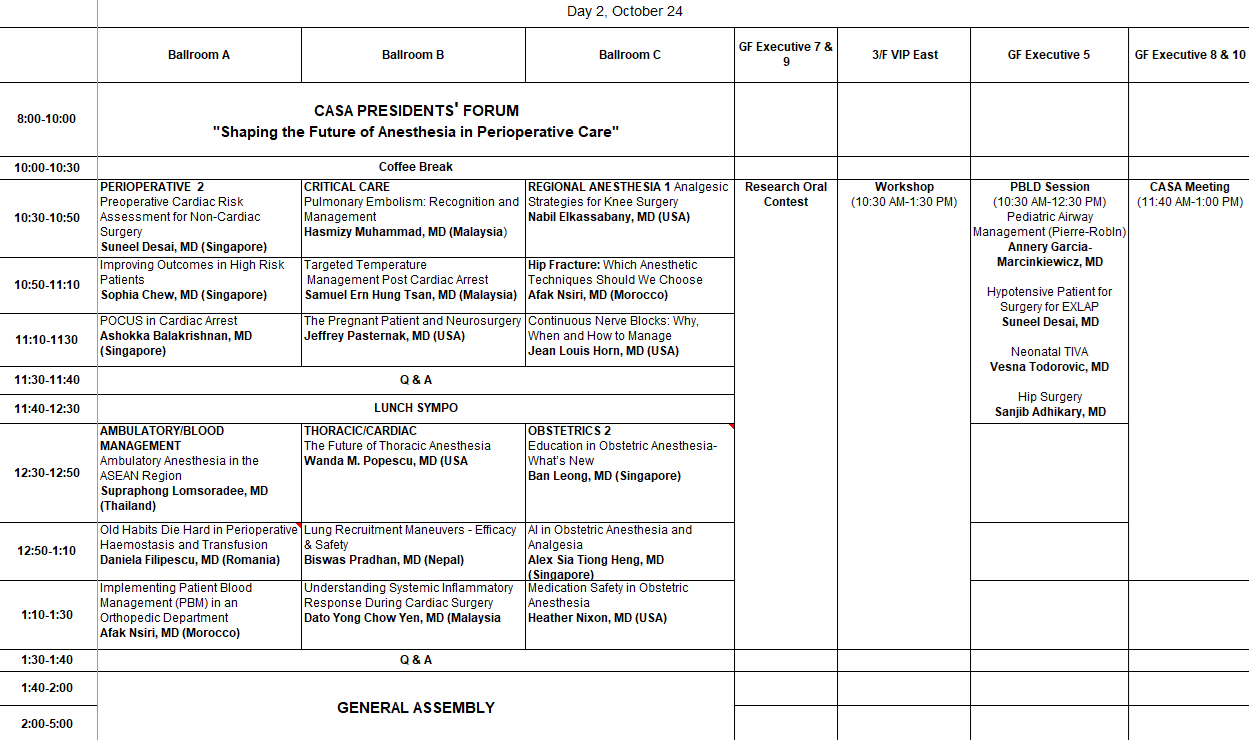 Day 2, October 24
Ballroom A
Ballroom B
Ballroom C
GF Executive 7 &
9
3/F VIP East
GF Executive 5
GF Executive 8 & 10
8:00-10:00
CASA PRESIDENTS' FORUM
"Shaping the Future of Anesthesia in Perioperative Care"
10:00-10:30
Coffee Break
10:30-10:50
PERIOPERATIVE 2
Preoperative Cardiac Risk
Assessment for Non-Cardiac
Surgery
Suneel Desai, MD (Singapore)
CRITICAL CARE
Pulmonary Embolism: Recognition and
Management
Hasmizy Muhammad, MD (Malaysia)
REGIONAL ANESTHESIA 1 Analgesic
Strategies for Knee Surgery
Nabil Elkassabany, MD (USA)
Research Oral
Contest
Workshop
(10:30 AM-1:30 PM)
PBLD Session
(10:30 AM-12:30 PM)
Pediatric Airway
Management (Pierre-RobIn)
Annery Garcia-
Marcinkiewicz, MD
Hypotensive Patient for
Surgery for EXLAP
Suneel Desai, MD
Neonatal TIVA
Vesna Todorovic, MD
Hip Surgery
Sanjib Adhikary, MD
CASA Meeting
(11:40 AM-1:00 PM)
10:50-11:10
Improving Outcomes in High Risk
Patients
Sophia Chew, MD (Singapore)
Targeted Temperature
Management Post Cardiac Arrest
Samuel Ern Hung Tsan, MD (Malaysia)
Hip Fracture: Which Anesthetic
Techniques Should We Choose
Afak Nsiri, MD (Morocco)
11:10-1130
POCUS in Cardiac Arrest
Ashokka Balakrishnan, MD
(Singapore)
The Pregnant Patient and Neurosurgery
Jeffrey Pasternak, MD (USA)
Continuous Nerve Blocks: Why,
When and How to Manage
Jean Louis Horn, MD (USA)
11:30-11:40
Q & A
11:40-12:30
LUNCH SYMPO
12:30-12:50
AMBULATORY/BLOOD
MANAGEMENT
Ambulatory Anesthesia in the
ASEAN Region
Supraphong Lomsoradee, MD
(Thailand)
THORACIC/CARDIAC
The Future of Thoracic Anesthesia
Wanda M. Popescu, MD (USA
OBSTETRICS 2
Education in Obstetric Anesthesia-
What's New
Ban Leong, MD (Singapore)
12:50-1:10
Old Habits Die Hard in Perioperative
Haemostasis and Transfusion
Daniela Filipescu, MD (Romania)
Lung Recruitment Maneuvers - Efficacy
& Safety
Biswas Pradhan, MD (Nepal)
AI in Obstetric Anesthesia and
Analgesia
Alex Sia Tiong Heng, MD
(Singapore)
1:10-1:30
Implementing Patient Blood
Management (PBM) in an
Orthopedic Department
Afak Nsiri, MD (Morocco)
Understanding Systemic Inflammatory
Response During Cardiac Surgery
Dato Yong Chow Yen, MD (Malaysia
Medication Safety in Obstetric
Anesthesia
Heather Nixon, MD (USA)
1:30-1:40
Q & A
1:40-2:00
GENERAL ASSEMBLY
2:00-5:00